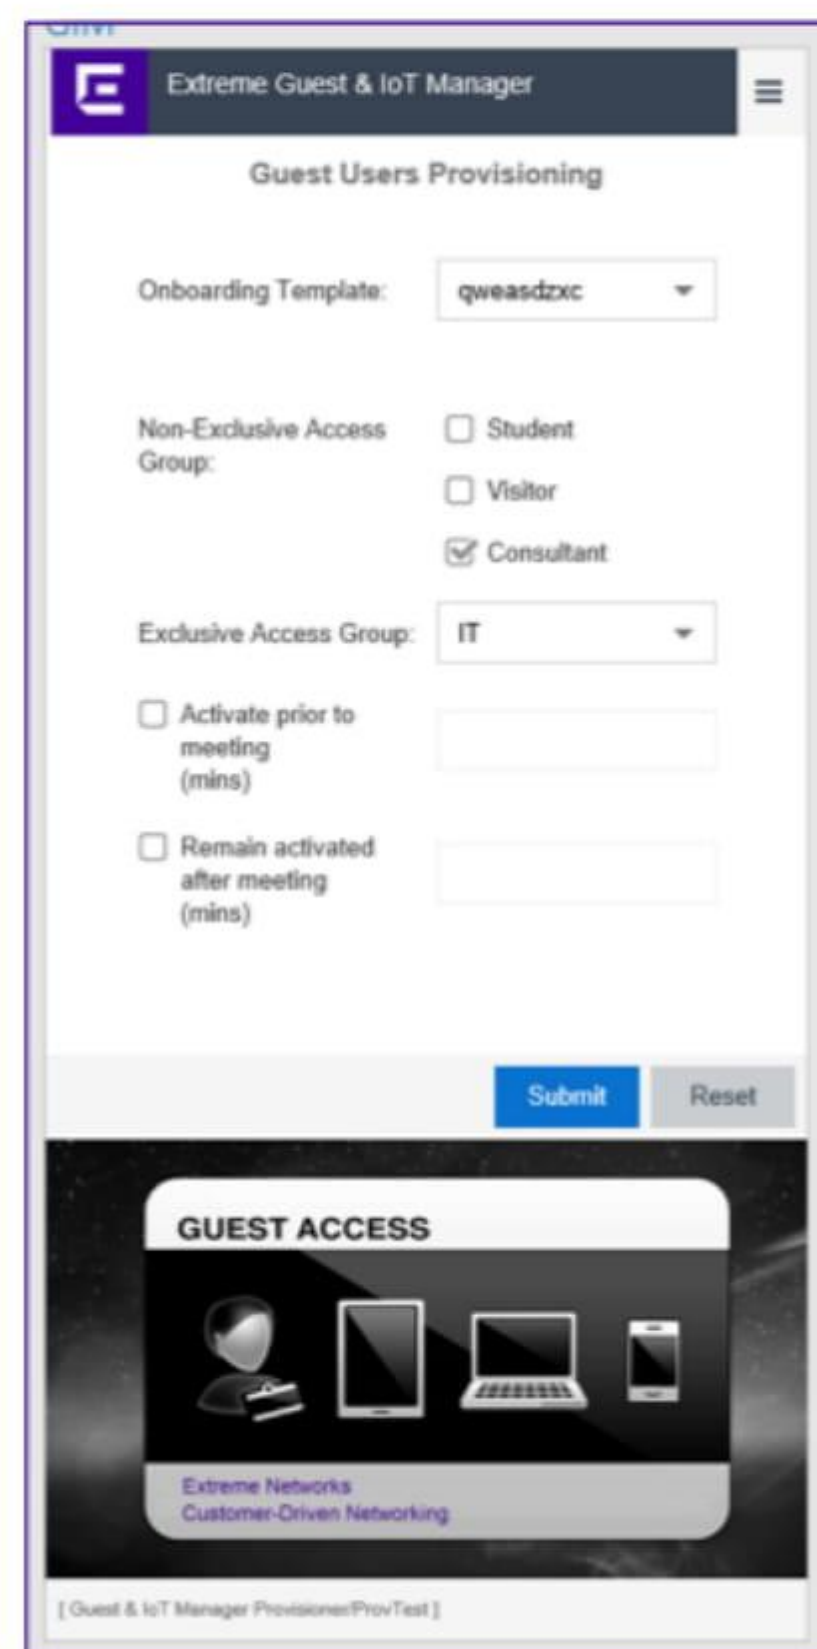 Extreme Guest & IoT Manager
Guest Users Provisioning
Onboarding Template: qweasdzxc
Non-Exclusive Access
Group:
Student
Visitor
Consultant
Exclusive Access Group: IT
Activate prior to
meeting
(mins)
Remain activated
after meeting
(mins)
Submit Reset
GUEST ACCESS
Extreme Networks
Customer-Driven Networking
[ Guest & IoT Manager Provisioner/ProvTest ]